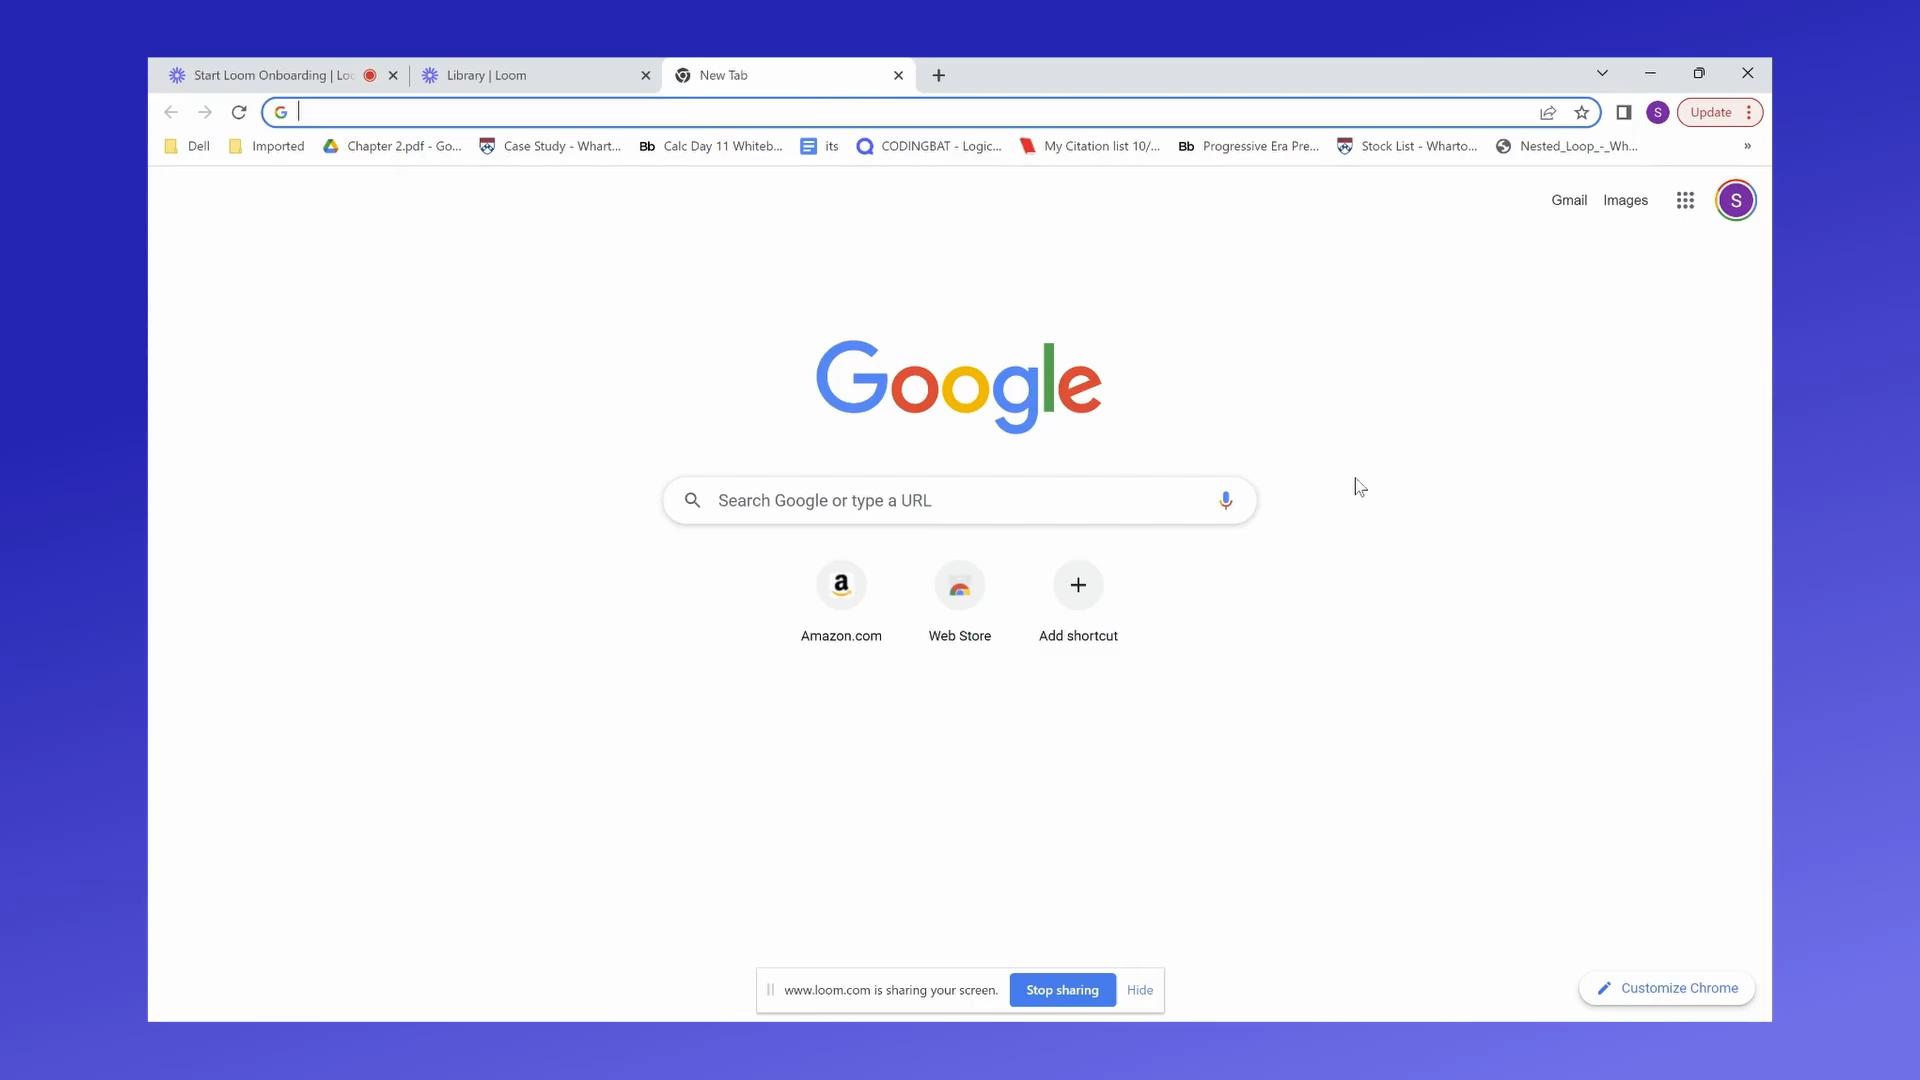 Start Loom Onboarding | Loo
Library | Loom
New Tab
Update
Dell
Imported
Chapter 2.pdf - Go...
Case Study - Whart...
Bb Calc Day 11 Whiteb...
its
CODINGBAT - Logic...
My Citation list 10/...
Bb Progressive Era Pre...
Stock List - Wharto...
Nested_Loop_-_Wh...
»
Gmail
Images
S
Google
Search Google or type a URL
Amazon.com
Web Store
Add shortcut
www.loom.com is sharing your screen.
Stop sharing
Hide
Customize Chrome